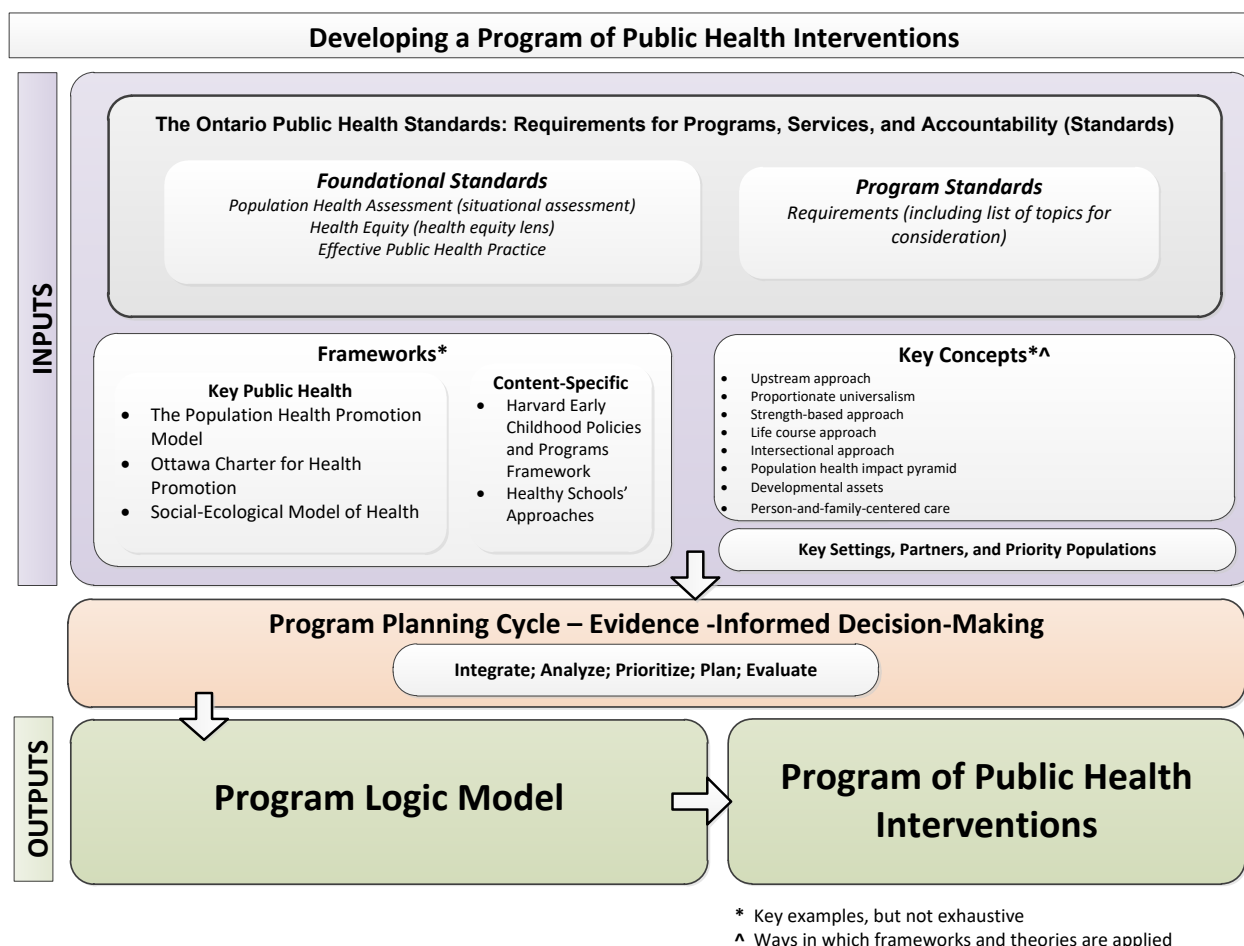 Developing a Program of Public Health Interventions
INPUTS
The Ontario Public Health Standards: Requirements for Programs, Services, and Accountability (Standards)
Foundational Standards
Population Health Assessment (situational assessment)
Health Equity (health equity lens)
Effective Public Health Practice
Program Standards
Requirements (including list of topics for
consideration)
Frameworks*
Key Public Health
• The Population Health Promotion
Model
• Ottawa Charter for Health
Promotion
• Social-Ecological Model of Health
Content-Specific
• Harvard Early
Childhood Policies
and Programs
Framework
• Healthy Schools’
Approaches
Key Concepts*^
• Upstream approach
• Proportionate universalism
• Strength-based approach
• Life course approach
• Intersectional approach
• Population health impact pyramid
• Developmental assets
• Person-and-family-centered care
Key Settings, Partners, and Priority Populations
Program Planning Cycle – Evidence -Informed Decision-Making
Integrate; Analyze; Prioritize; Plan; Evaluate
OUTPUTS
Program Logic Model
Program of Public Health
Interventions
* Key examples, but not exhaustive
^ Ways in which frameworks and theories are applied